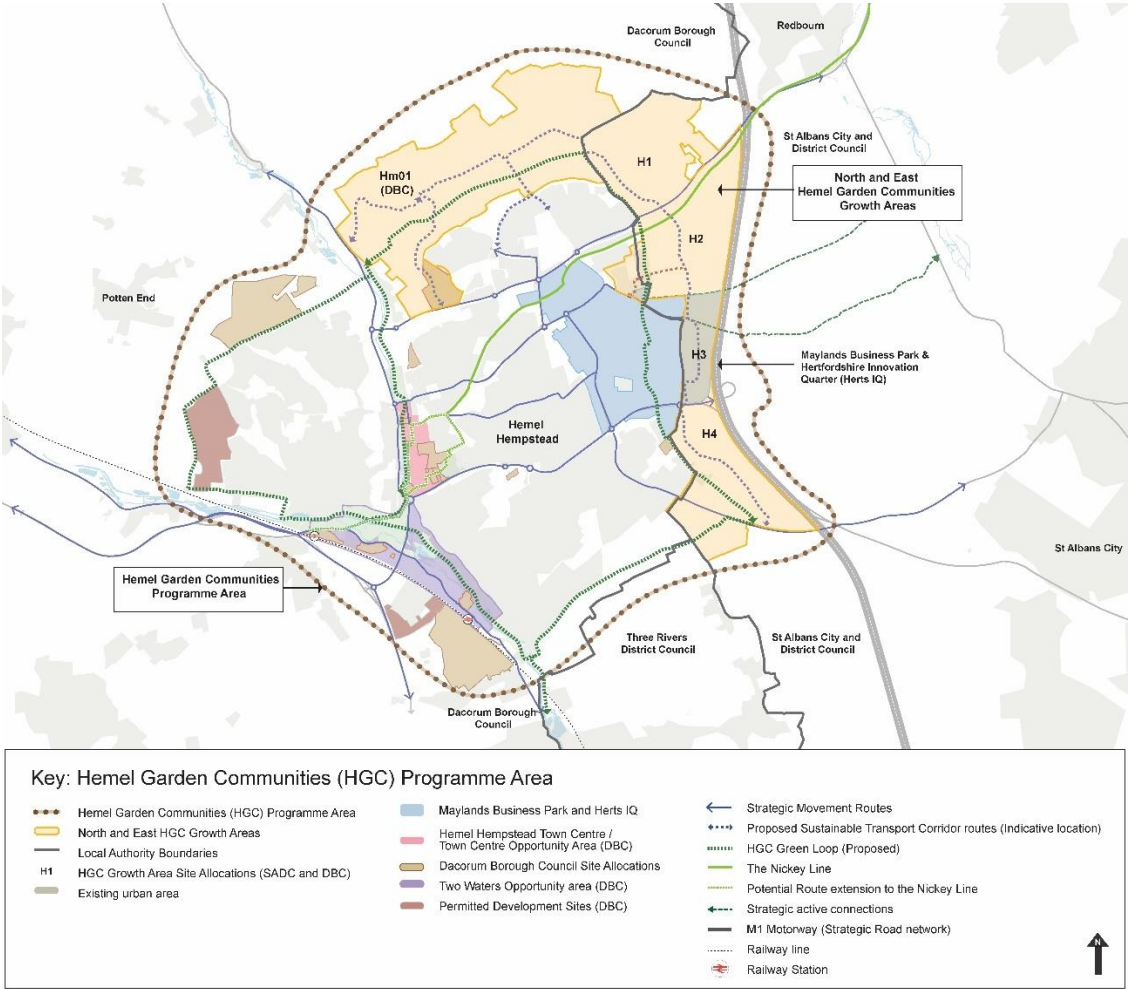 Dacorum Borough
Council
Redbourn
St Albans City and
District Council
North and East
Hemel Garden Communities
Growth Areas
H1
Hm01
(DBC)
H2
Potten End
H3
Maylands Business Park &
Hertfordshire Innovation
Quarter (Herts IQ)
Hemel
Hempstead
H4
St Albans City
Hemel Garden Communities
Programme Area
Three Rivers
District Council
St Albans City and
District Council
Dacorum Borough
Council
Key: Hemel Garden Communities (HGC) Programme Area
Hemel Garden Communities (HGC) Programme Area
North and East HGC Growth Areas
Local Authority Boundaries
H1 HGC Growth Area Site Allocations (SADC and DBC)
Existing urban area
Maylands Business Park and Herts IQ
Hemel Hempstead Town Centre /
Town Centre Opportunity Area (DBC)
Dacorum Borough Council Site Allocations
Two Waters Opportunity area (DBC)
Permitted Development Sites (DBC)
Strategic Movement Routes
Proposed Sustainable Transport Corridor routes (Indicative location)
HGC Green Loop (Proposed)
The Nickey Line
Potential Route extension to the Nickey Line
Strategic active connections
M1 Motorway (Strategic Road network)
Railway line
Railway Station
N